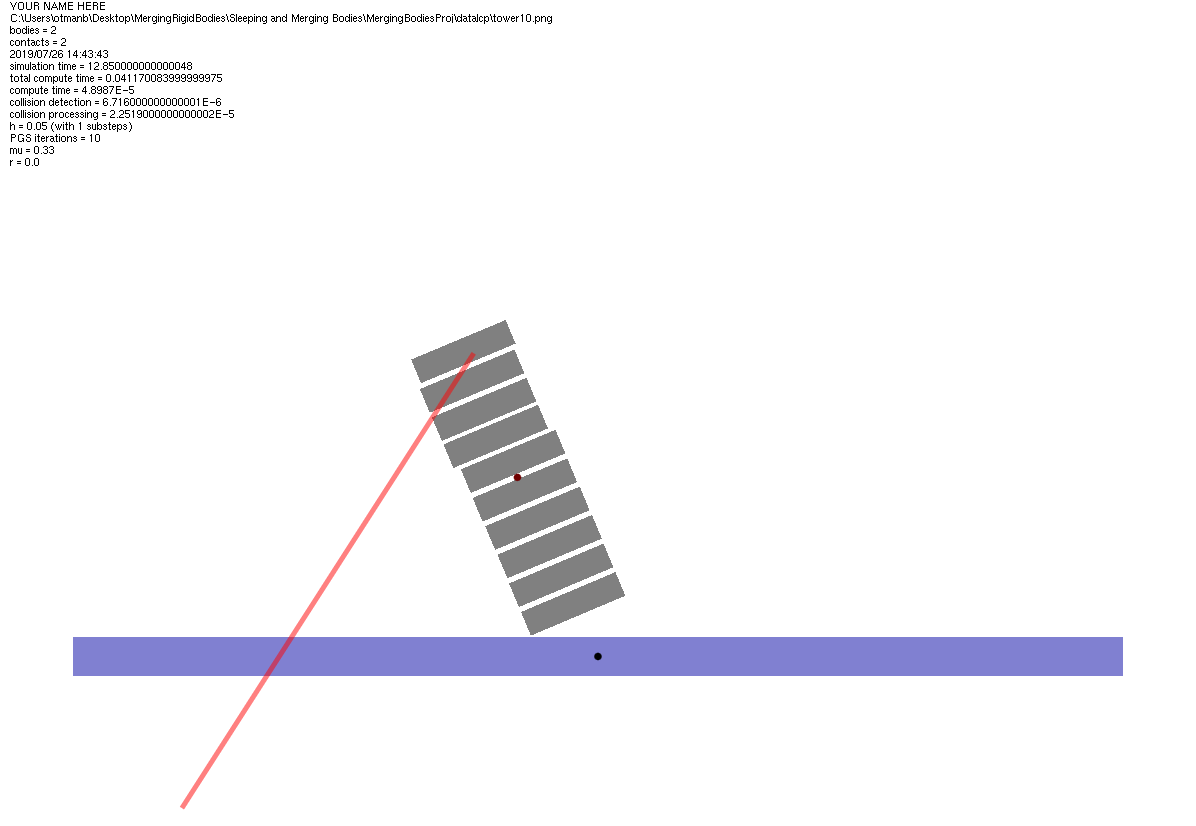 YOUR NAME HERE
C:\Users\otmanb\Desktop\MergingRigidBodies\Sleeping and Merging Bodies\MergingBodiesProj\datalcp\tower10.png
bodies = 2
contacts = 2
2019/07/26 14:43:43
simulation time = 12.850000000000048
total compute time = 0.041170083999999975
compute time = 4.8987E-5
collision detection = 6.716000000000001E-6
collision processing = 2.2519000000000002E-5
h = 0.05 (with 1 substeps)
PGS iterations = 10
mu = 0.33
r = 0.0